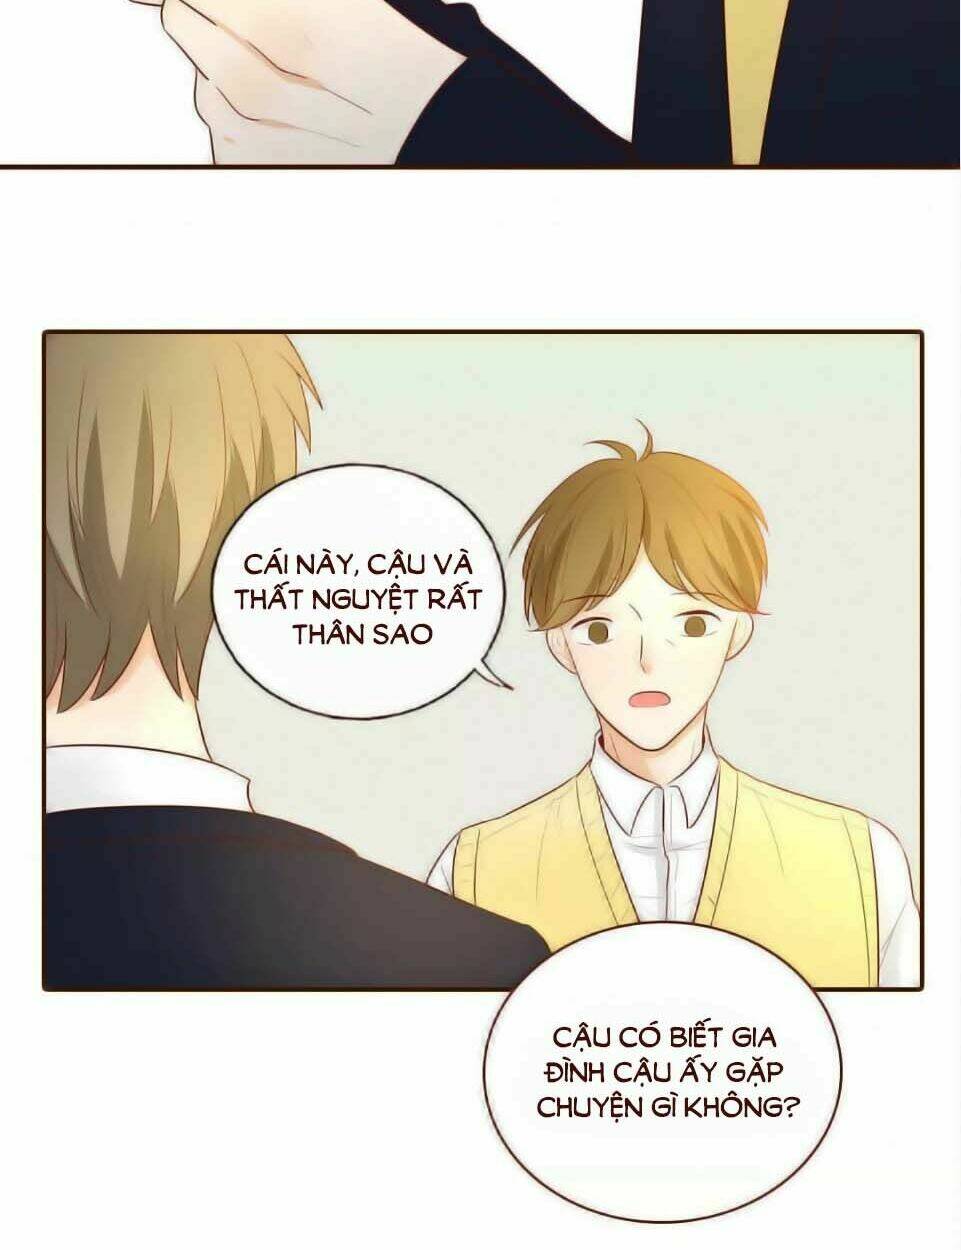 CÁI NÀY, CẬU VÀ
THẤT NGUYỆT RẤT
THÂN SAO
CẬU CÓ BIẾT GIA
ĐÌNH CẬU ẤY GẶP
CHUYỆN GÌ KHÔNG?